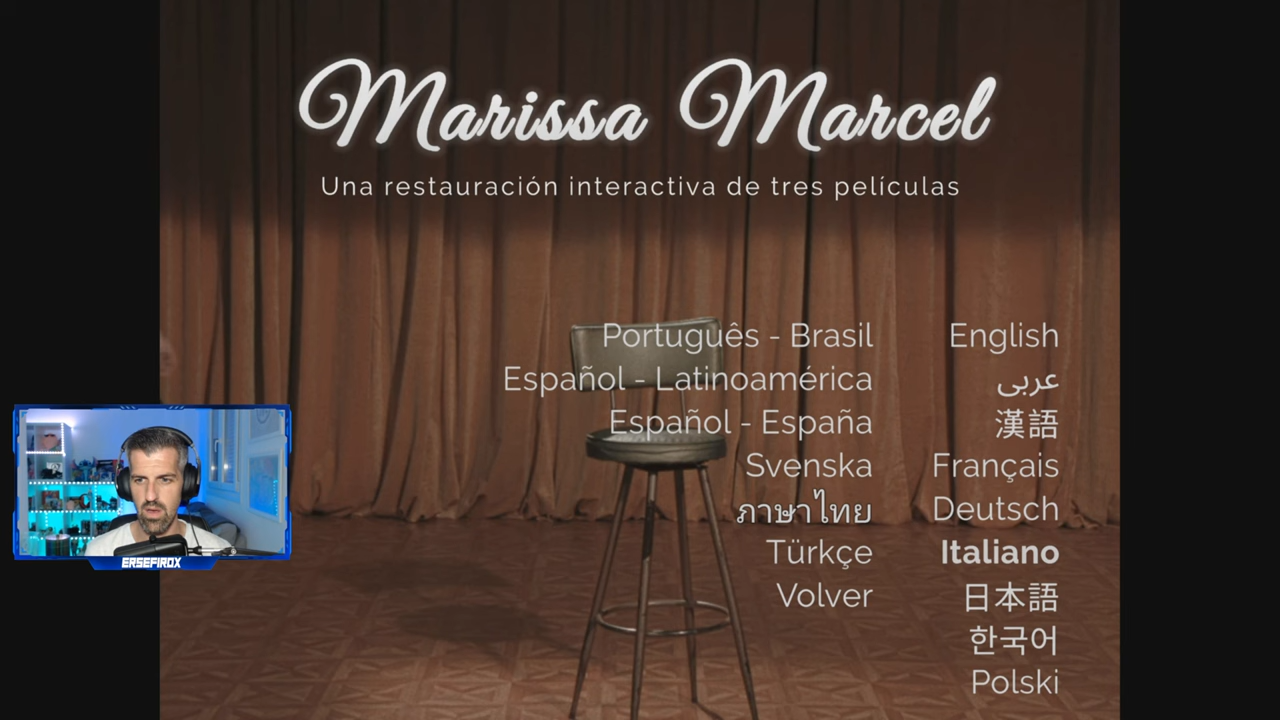 Marissa Marcel
Una restauración interactiva de tres películas
Português - Brasil
Español - Latinoamérica
Español - España
Svenska
ภาษาไทย
Türkçe
Volver
English
عربى
漢語
Français
Deutsch
Italiano
日本語
한국어
Polski
ERSEFIROX